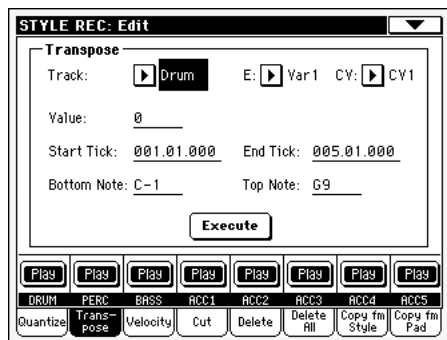 STYLE REC: Edit
Transpose
Track: Drum E: Var1 CV: CV1
Value: 0
Start Tick: 001.01.000 End Tick: 005.01.000
Bottom Note: C-1 Top Note: G9
Execute
Play Play Play Play Play Play Play Play
DRUM PERC BASS ACC1 ACC2 ACC3 ACC4 ACC5
Quantize Trans-pose Velocity Cut Delete Delete All Copy fm Style Copy fm Pad